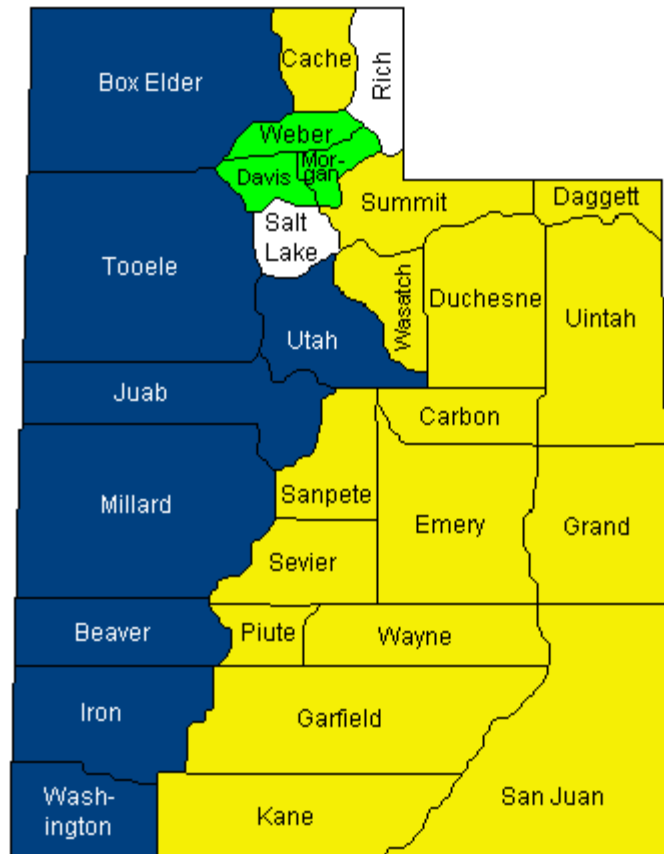 Cache
Rich
Box Elder
Weber
Mor-
gan
Davis
Summit
Daggett
Salt
Lake
Tooele
Wasatch
Duchesne
Uintah
Utah
Juab
Carbon
Sanpete
Millard
Emery
Grand
Sevier
Beaver
Piute
Wayne
Iron
Garfield
Wash-
ington
Kane
San Juan